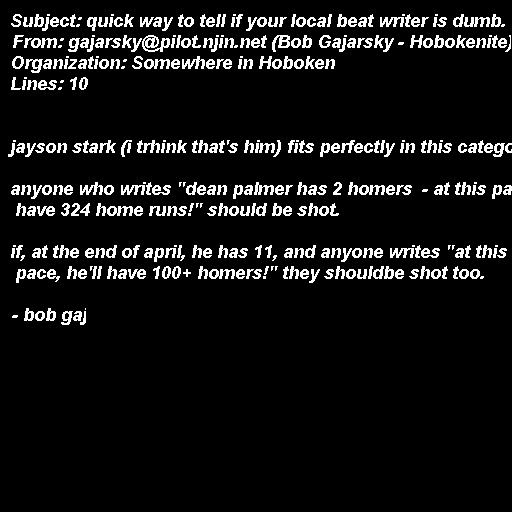 Subject: quick way to tell if your local beat writer is dumb.
From: gajarsky@pilot.njin.net (Bob Gajarsky - Hobokenite)
Organization: Somewhere in Hoboken
Lines: 10
jayson stark (i trhink that's him) fits perfectly in this catego
anyone who writes "dean palmer has 2 homers - at this pa
have 324 home runs!" should be shot.
if, at the end of april, he has 11, and anyone writes "at this
pace, he'll have 100+ homers!" they shouldbe shot too.
- bob gaj